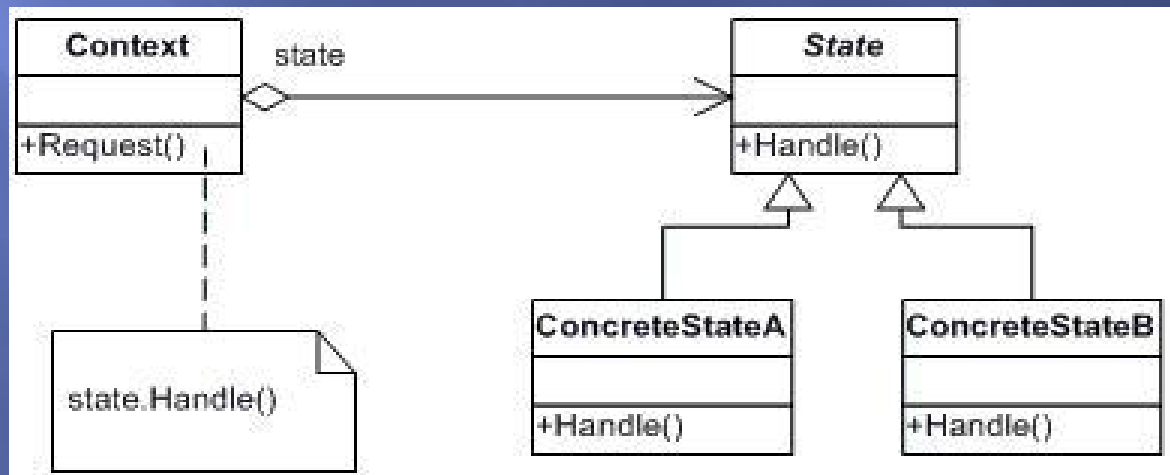 Context
state
State
+Request()
+Handle()
ConcreteStateA
ConcreteStateB
state.Handle()
+Handle()
+Handle()